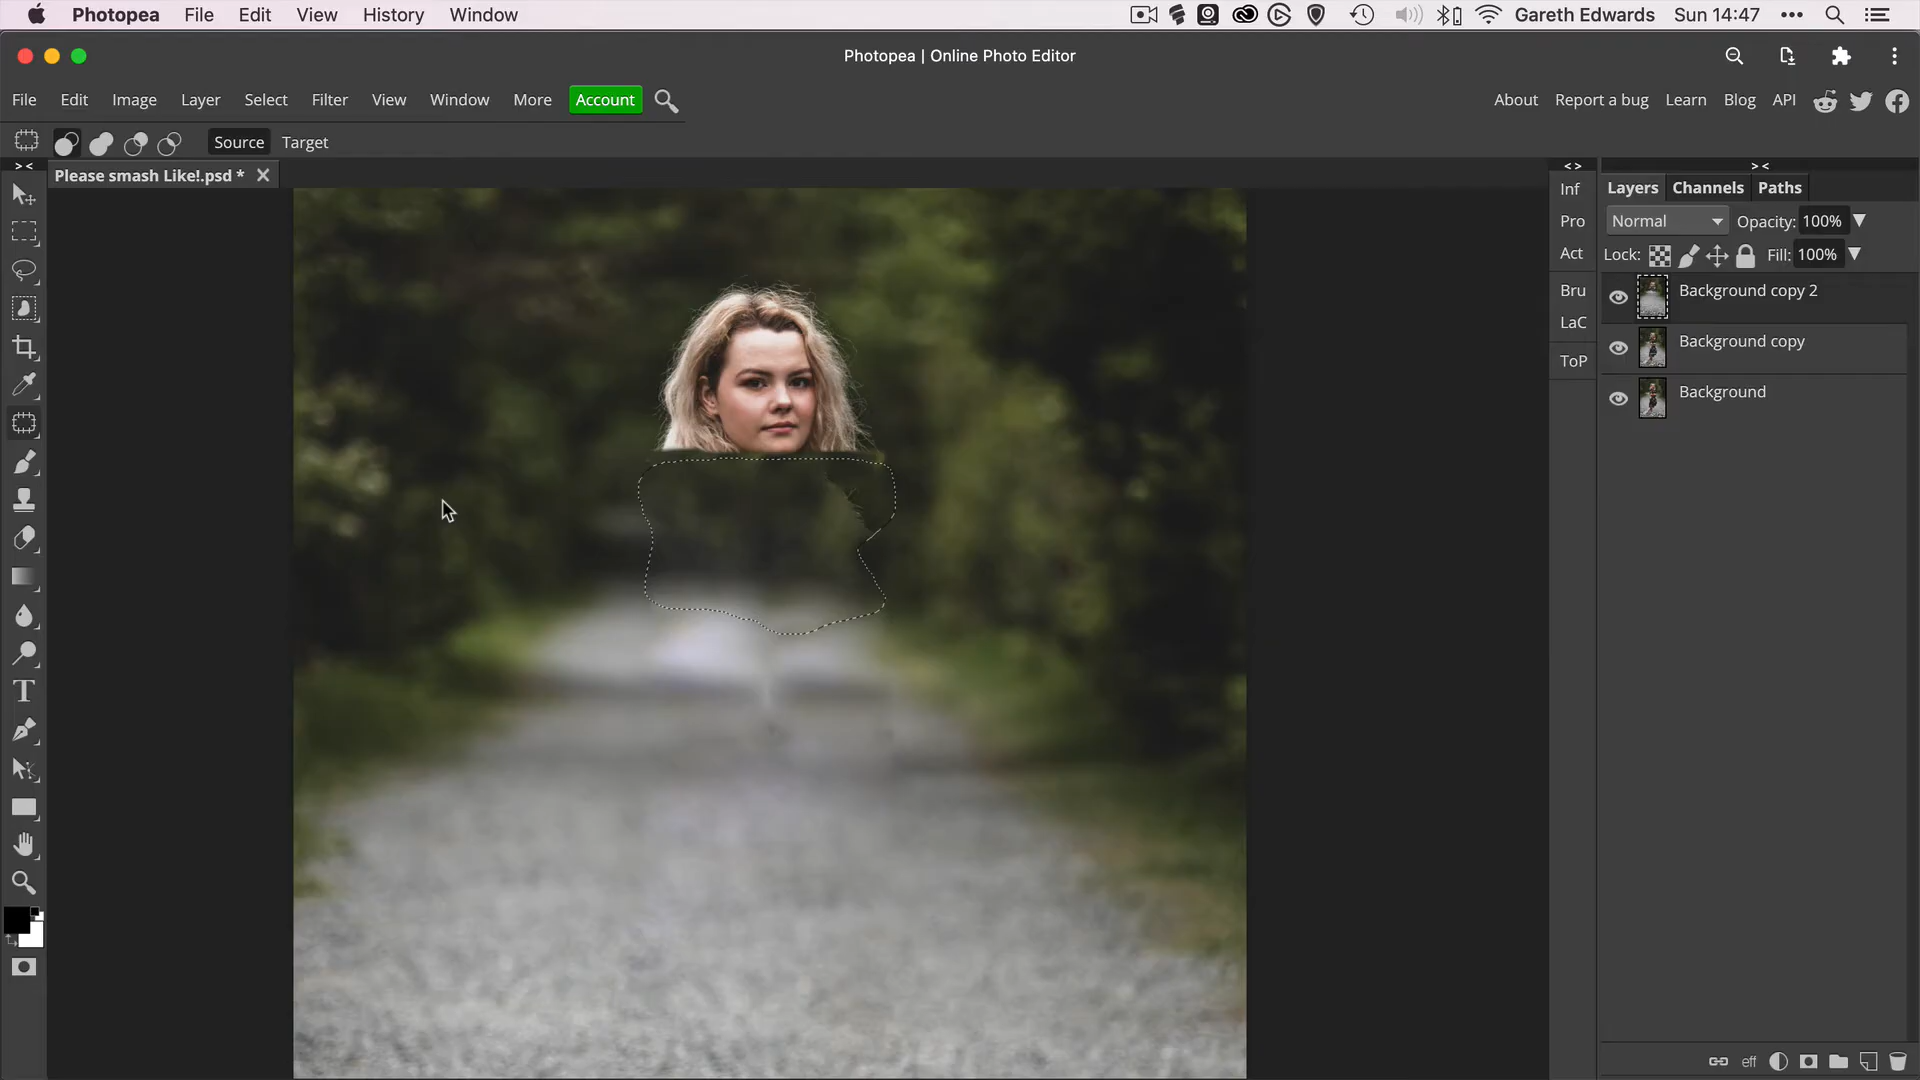 Photopea File Edit View History Window Gareth Edwards Sun 14:47
Photopea | Online Photo Editor
File Edit Image Layer Select Filter View Window More Account About Report a bug Learn Blog API
Source Target
> < < > > <
Please smash Like!.psd *
Inf
Pro
Act
Bru
LaC
ToP
Layers Channels Paths
Normal Opacity: 100%
Lock: Fill: 100%
Background copy 2
Background copy
Background
eff